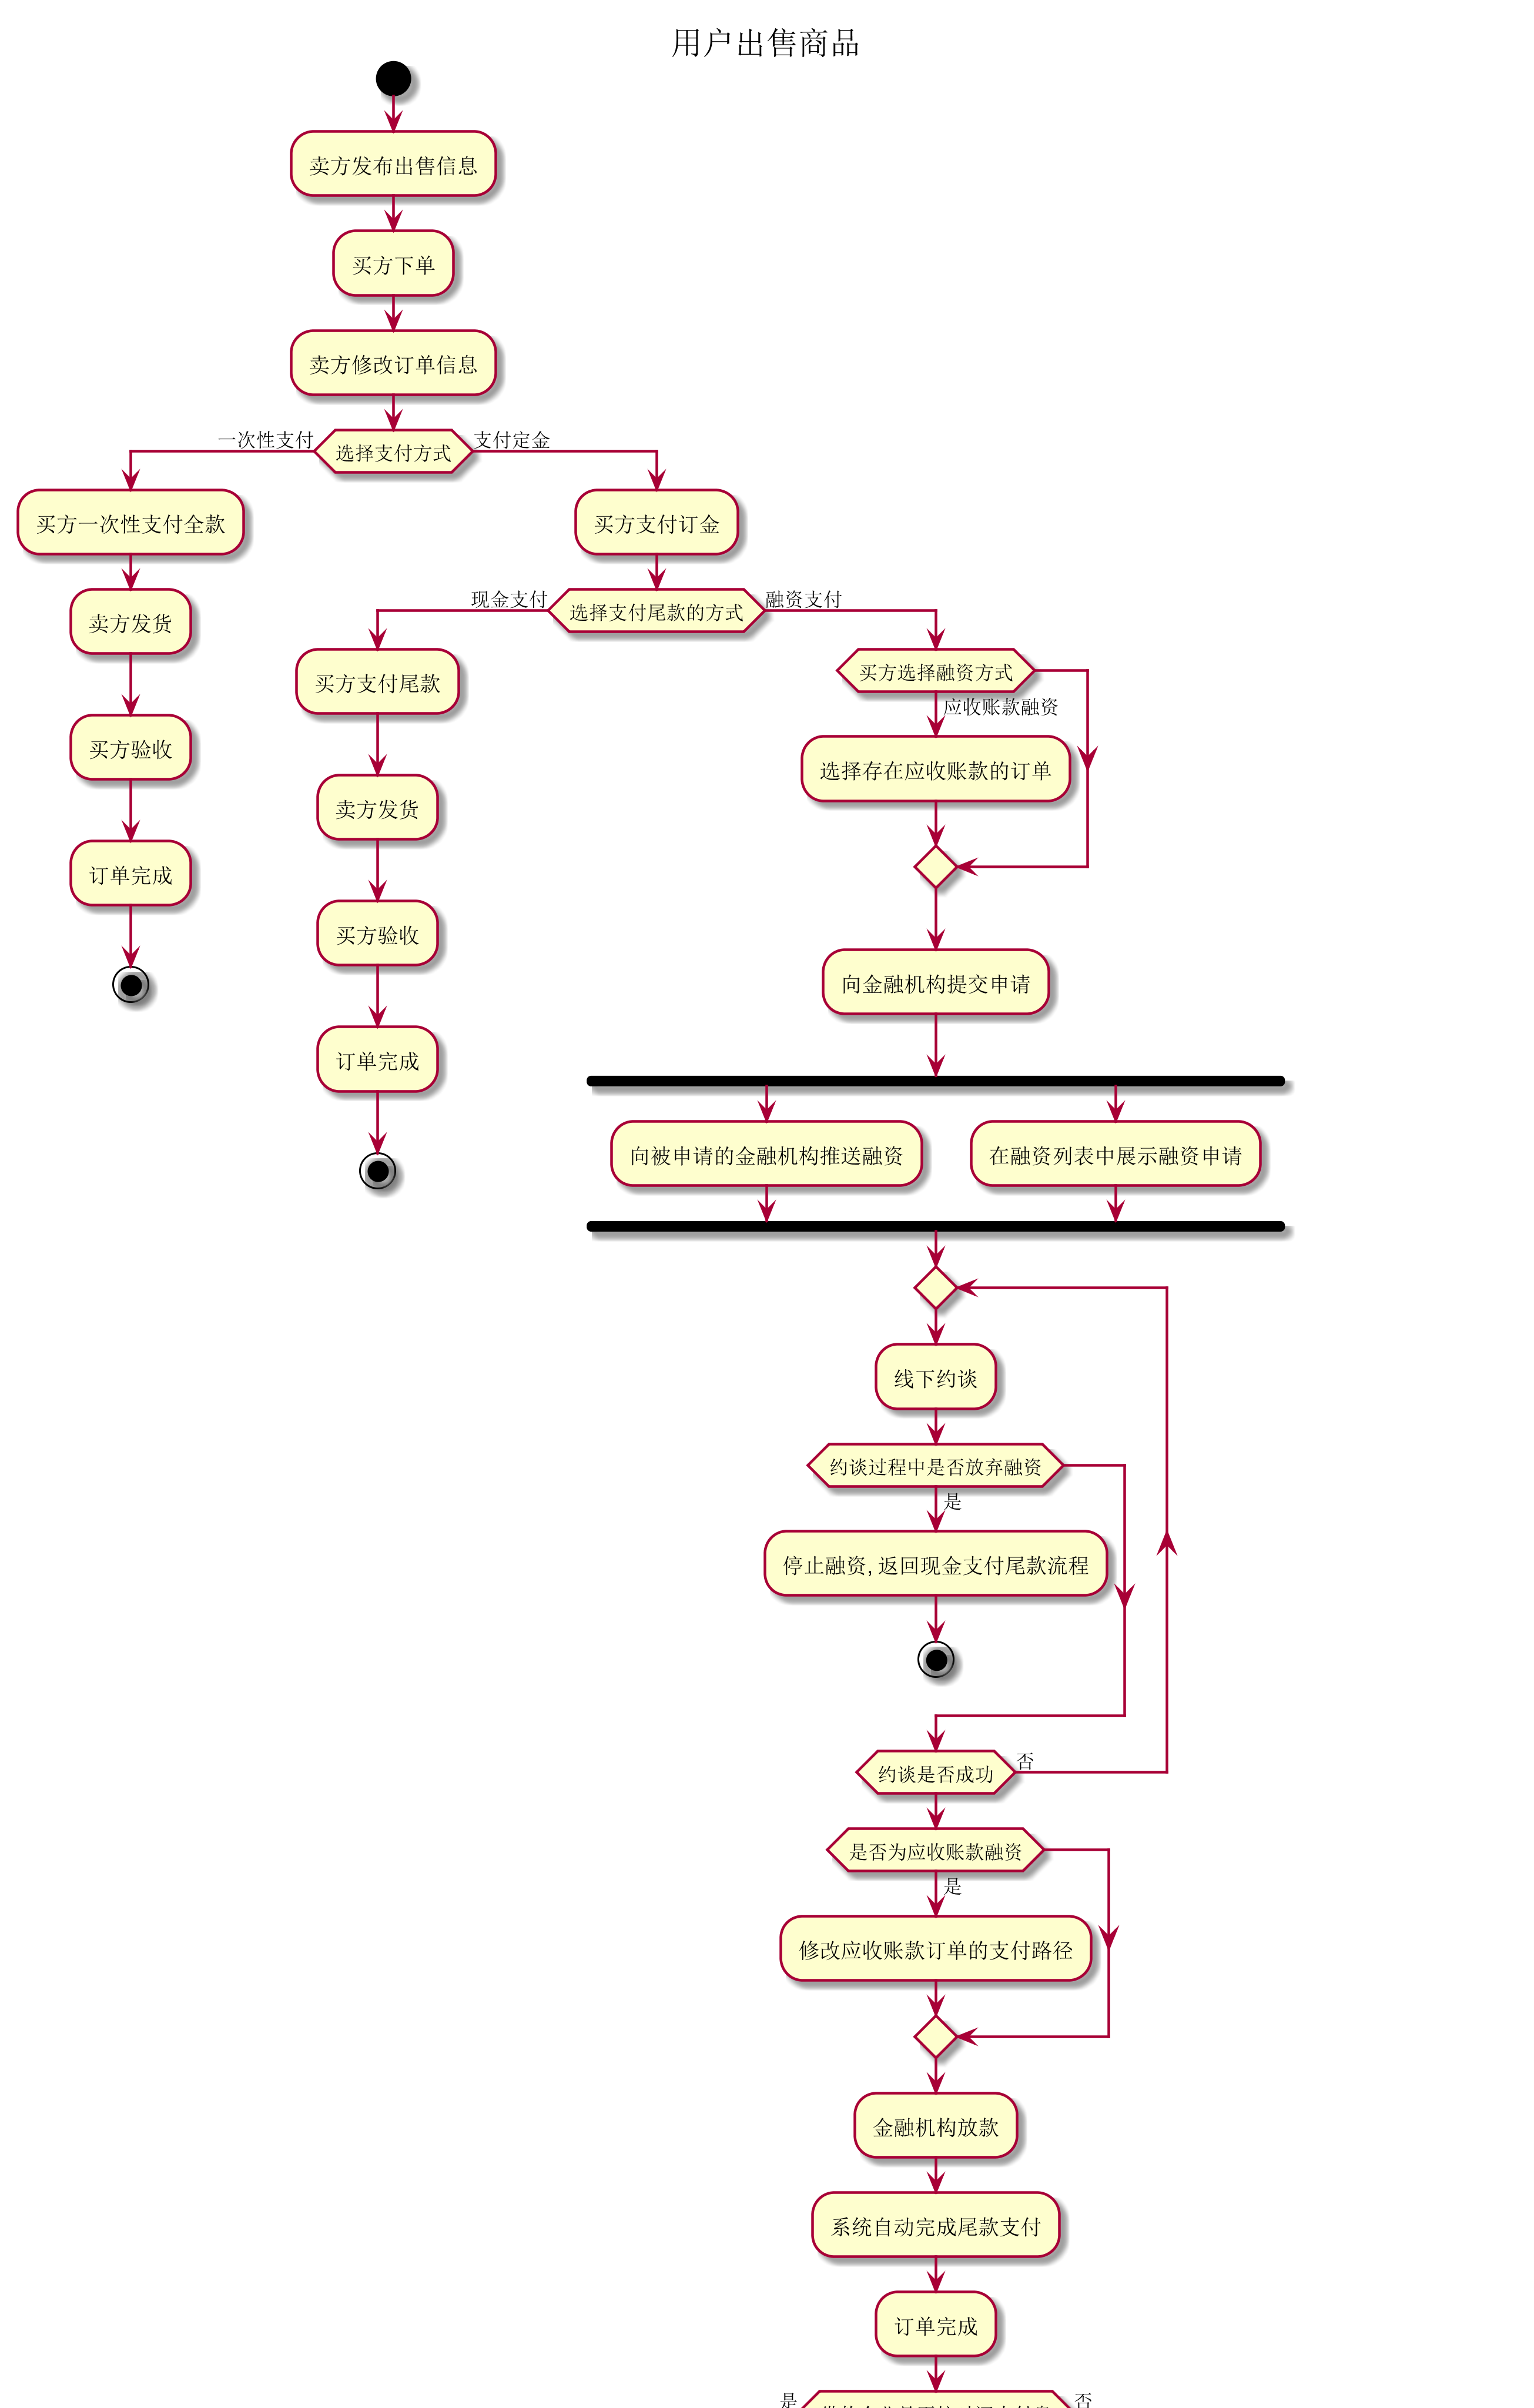 用户出售商品
卖方发布出售信息
买方下单
卖方修改订单信息
选择支付方式
一次性支付
支付定金
买方一次性支付全款
卖方发货
买方验收
订单完成
买方支付订金
选择支付尾款的方式
现金支付
融资支付
买方支付尾款
卖方发货
买方验收
订单完成
买方选择融资方式
应收账款融资
选择存在应收账款的订单
向金融机构提交申请
向被申请的金融机构推送融资
在融资列表中展示融资申请
线下约谈
约谈过程中是否放弃融资
是
停止融资, 返回现金支付尾款流程
约谈是否成功
否
是否为应收账款融资
是
修改应收账款订单的支付路径
金融机构放款
系统自动完成尾款支付
订单完成
是
否